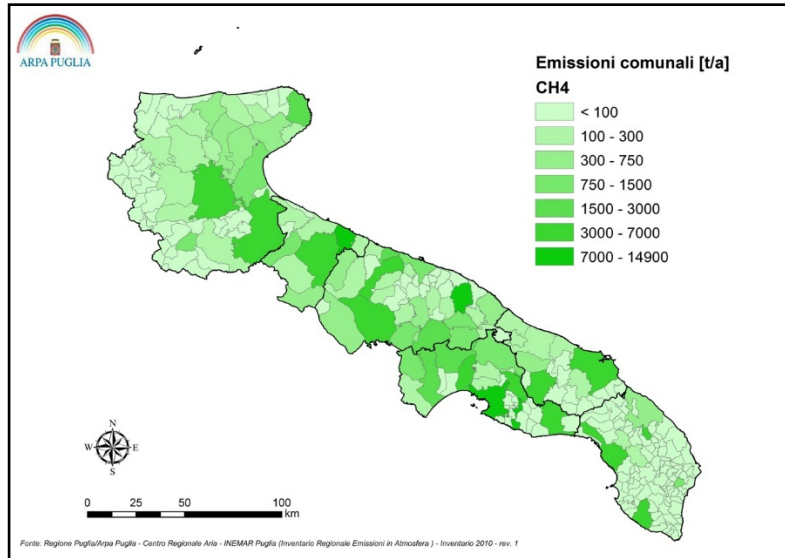 ARPA PUGLIA
Emissioni comunali [t/a]
CH4
< 100
100 - 300
300 - 750
750 - 1500
1500 - 3000
3000 - 7000
7000 - 14900
N
W E
S
0 25 50 100
km
Fonte: Regione Puglia/Arpa Puglia - Centro Regionale Aria - INEMAR Puglia (Inventario Regionale Emissioni in Atmosfera ) - Inventario 2010 - rev. 1